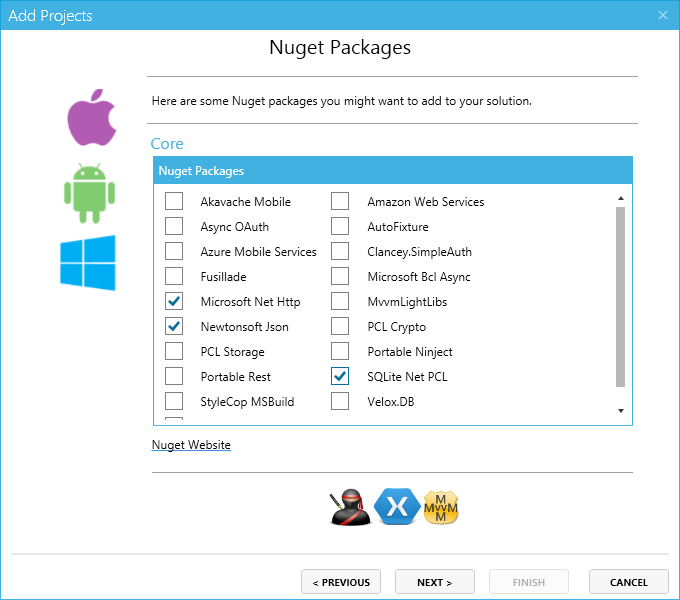 Add Projects
Nuget Packages
Here are some Nuget packages you might want to add to your solution.
Core
Nuget Packages
Akavache Mobile Amazon Web Services
Async OAuth AutoFixture
Azure Mobile Services Clancey.SimpleAuth
Fusillade Microsoft Bcl Async
Microsoft Net Http MvvmLightLibs
Newtonsoft Json PCL Crypto
PCL Storage Portable Ninject
Portable Rest SQLite Net PCL
StyleCop MSBuild Velox.DB
Nuget Website
M
MvvM
M
< PREVIOUS NEXT > FINISH CANCEL